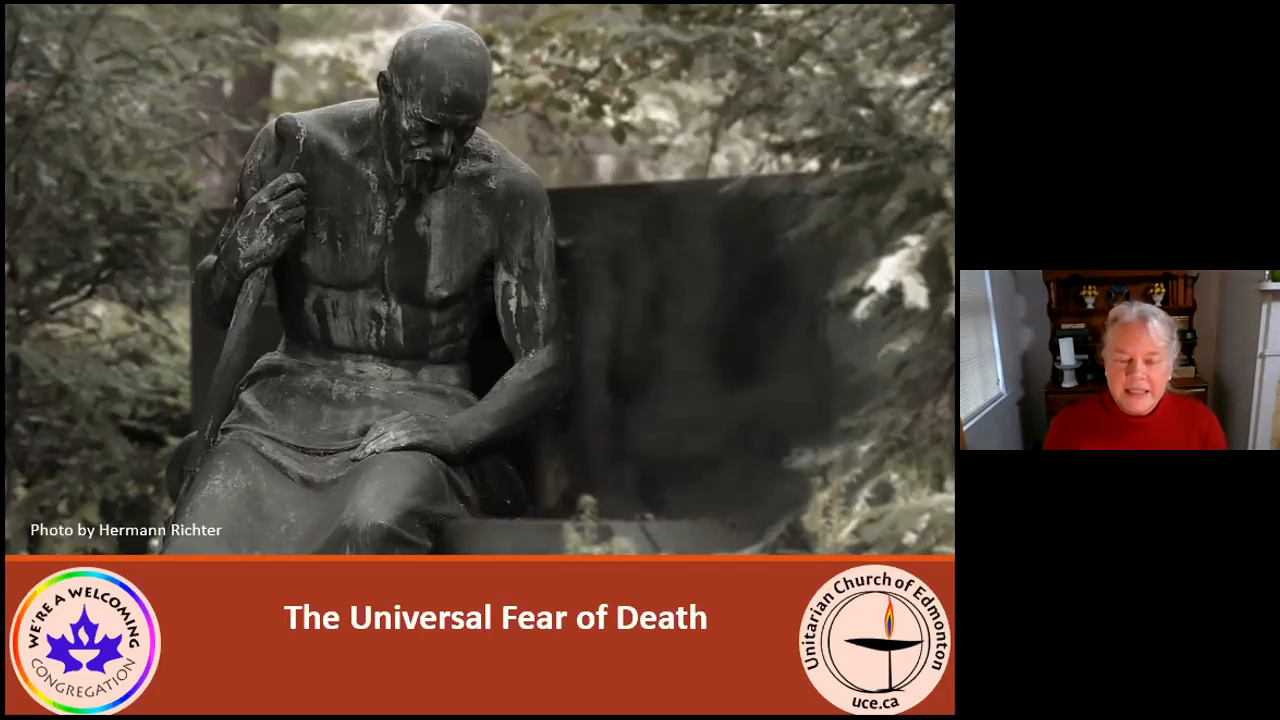 Photo by Hermann Richter
WE'RE A WELCOMING
CONGREGATION
The Universal Fear of Death
Unitarian Church of Edmonton
uce.ca